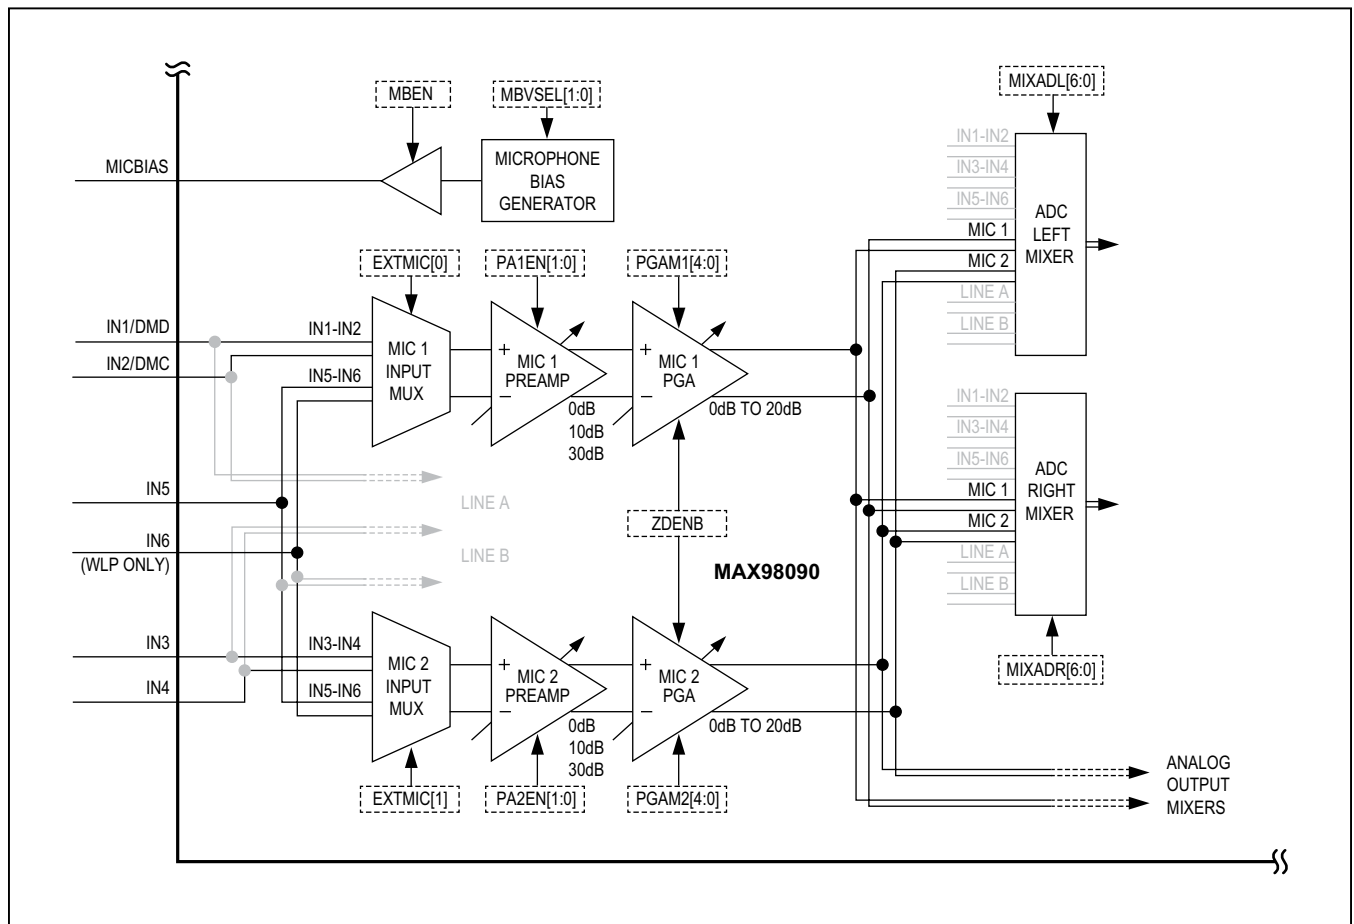 MBEN
MBVSEL[1:0]
MIXADL[6:0]
MICBIAS
MICROPHONE
BIAS
GENERATOR
IN1-IN2
IN3-IN4
IN5-IN6
MIC 1
MIC 2
LINE A
LINE B
ADC
LEFT
MIXER
EXTMIC[0]
PA1EN[1:0]
PGAM1[4:0]
IN1/DMD
IN2/DMC
IN1-IN2
IN5-IN6
MIC 1
INPUT
MUX
+
−
MIC 1
PREAMP
0dB
10dB
30dB
+
−
MIC 1
PGA
0dB TO 20dB
IN1-IN2
IN3-IN4
IN5-IN6
MIC 1
MIC 2
LINE A
LINE B
ADC
RIGHT
MIXER
IN5
LINE A
ZDENB
IN6
(WLP ONLY)
LINE B
MAX98090
IN3
IN4
IN3-IN4
IN5-IN6
MIC 2
INPUT
MUX
+
−
MIC 2
PREAMP
0dB
10dB
30dB
+
−
MIC 2
PGA
0dB TO 20dB
MIXADR[6:0]
EXTMIC[1]
PA2EN[1:0]
PGAM2[4:0]
ANALOG
OUTPUT
MIXERS